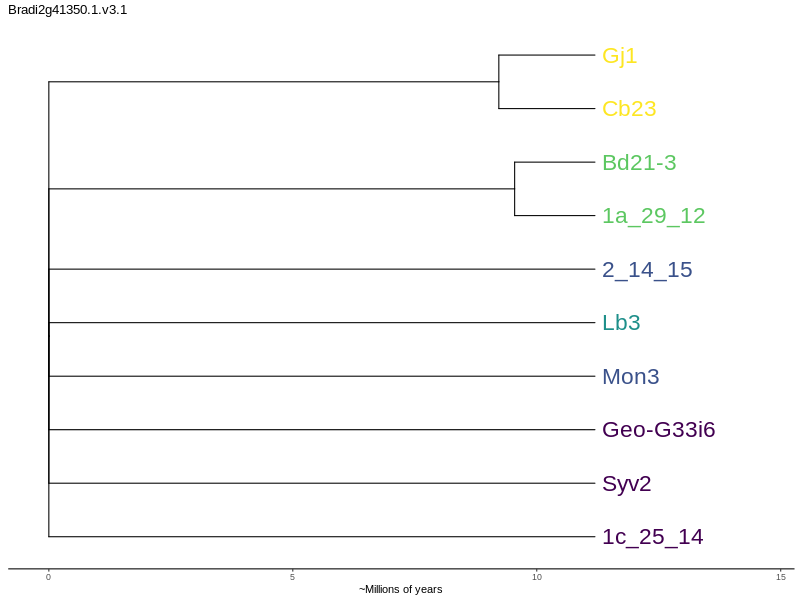 Bradi2g41350.1.v3.1
Gj1
Cb23
Bd21-3
1a_29_12
2_14_15
Lb3
Mon3
Geo-G33i6
Syv2
1c_25_14
0 5 10 15
~Millions of years